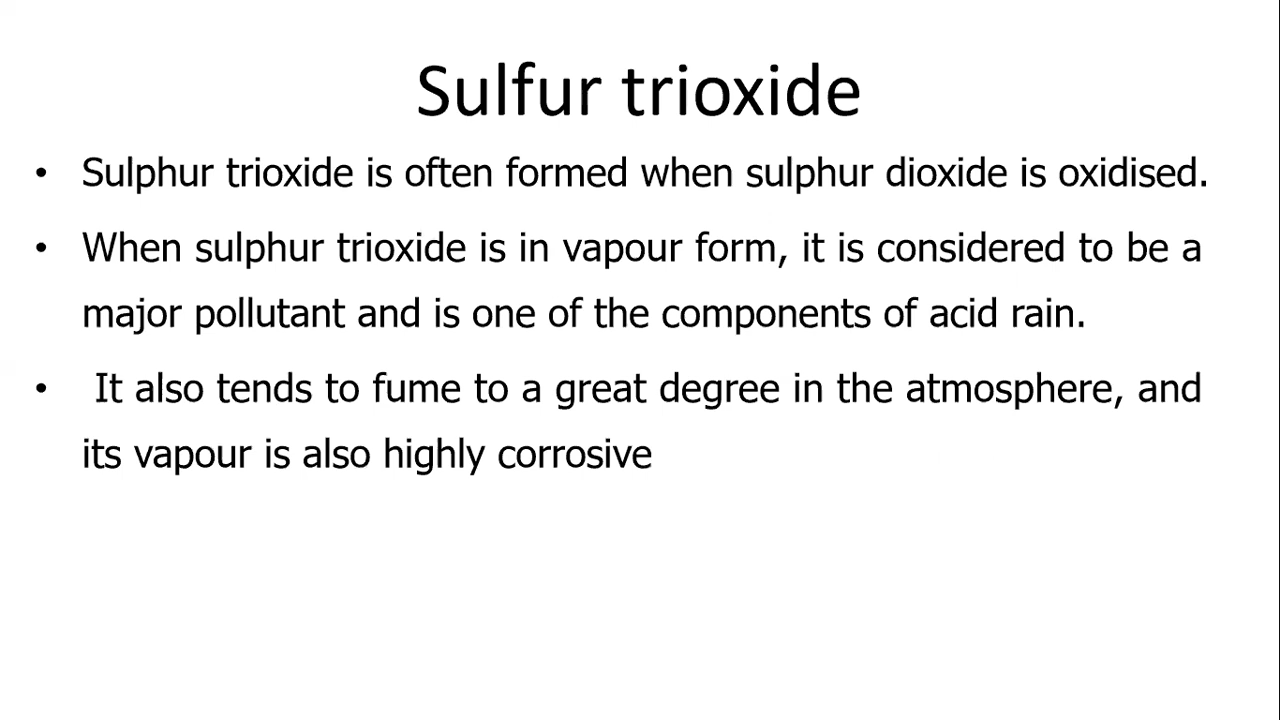 Sulfur trioxide
• Sulphur trioxide is often formed when sulphur dioxide is oxidised.
• When sulphur trioxide is in vapour form, it is considered to be a
major pollutant and is one of the components of acid rain.
• It also tends to fume to a great degree in the atmosphere, and
its vapour is also highly corrosive